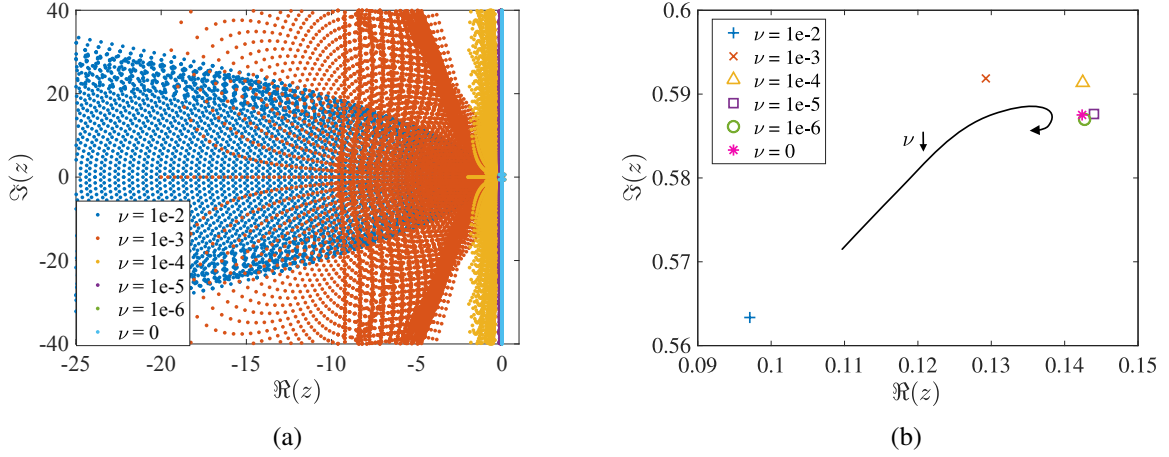 40
20
0
-20
-40
ℑ(z)
ν = 1e-2
ν = 1e-3
ν = 1e-4
ν = 1e-5
ν = 1e-6
ν = 0
-25 -20 -15 -10 -5 0
ℜ(z)
(a)
0.6
0.59
0.58
0.57
0.56
ℑ(z)
ν = 1e-2
ν = 1e-3
ν = 1e-4
ν = 1e-5
ν = 1e-6
ν = 0
ν ↓
0.09 0.1 0.11 0.12 0.13 0.14 0.15
ℜ(z)
(b)